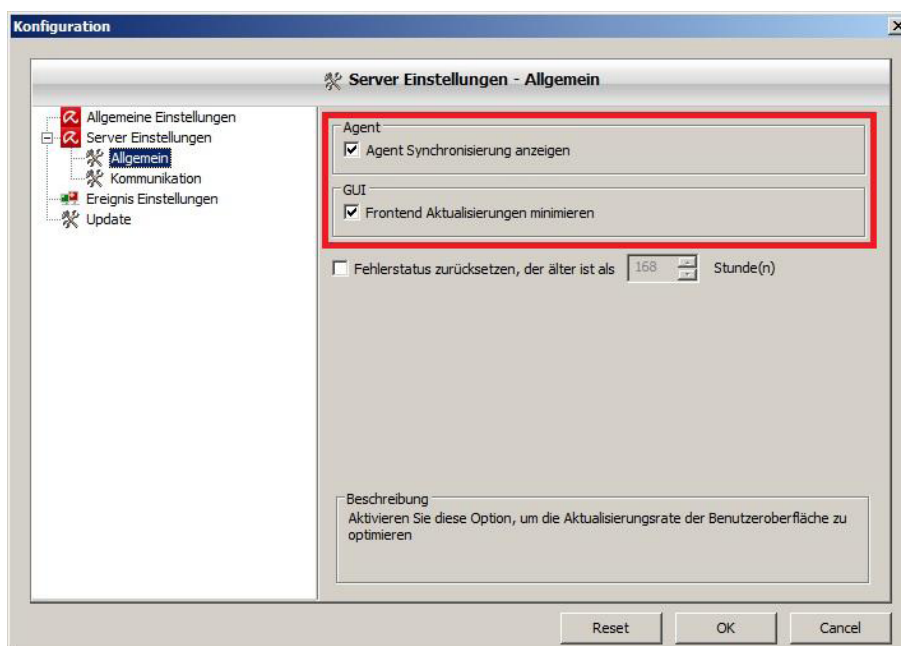 Konfiguration
Server Einstellungen - Allgemein
Allgemeine Einstellungen
Server Einstellungen
Allgemein
Kommunikation
Ereignis Einstellungen
Update
Agent
Agent Synchronisierung anzeigen
GUI
Frontend Aktualisierungen minimieren
Fehlerstatus zurücksetzen, der älter ist als 168 Stunde(n)
Beschreibung
Aktivieren Sie diese Option, um die Aktualisierungsrate der Benutzeroberfläche zu
optimieren
Reset OK Cancel